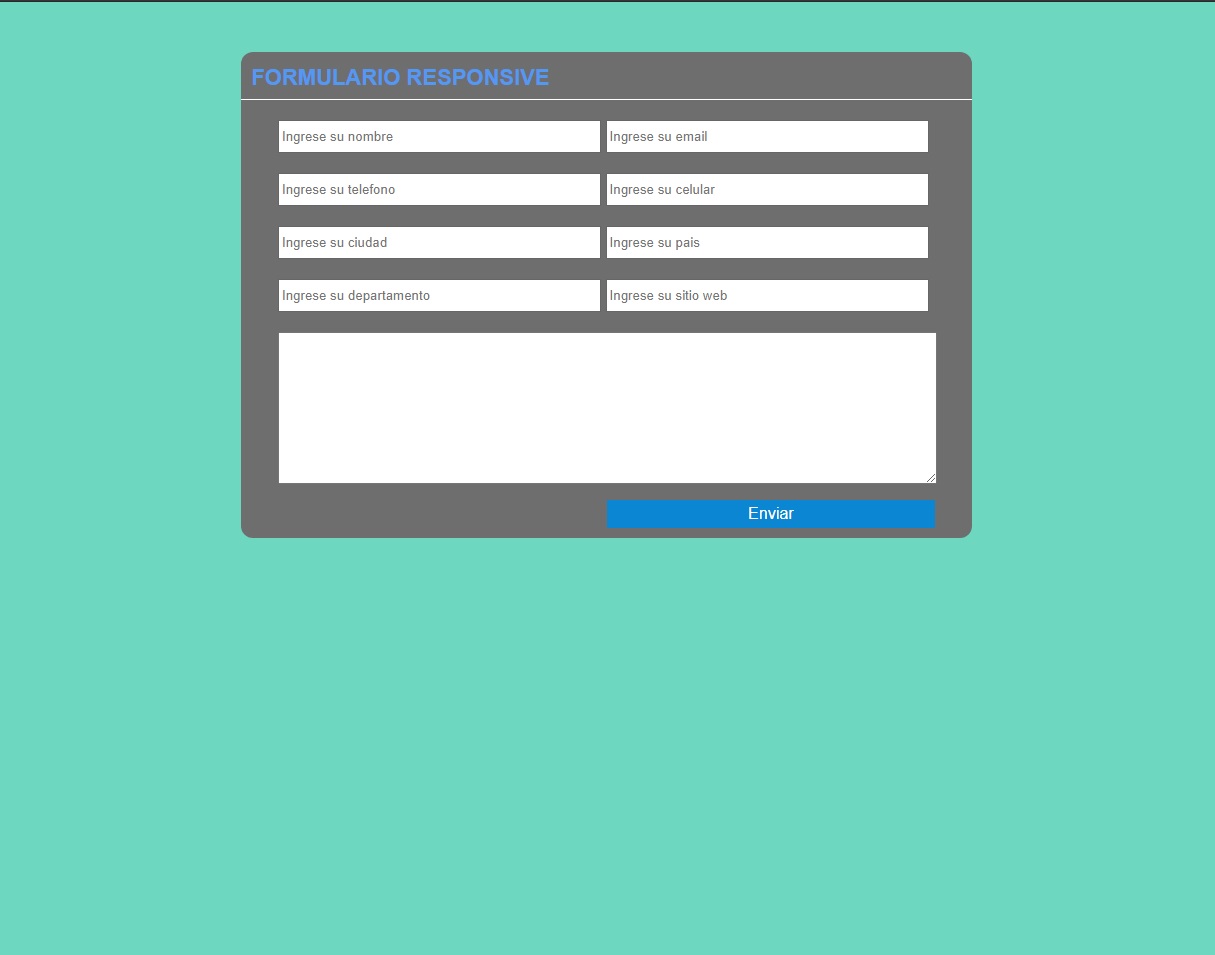 FORMULARIO RESPONSIVE
Ingrese su nombre Ingrese su email
Ingrese su telefono Ingrese su celular
Ingrese su ciudad Ingrese su pais
Ingrese su departamento Ingrese su sitio web
Enviar